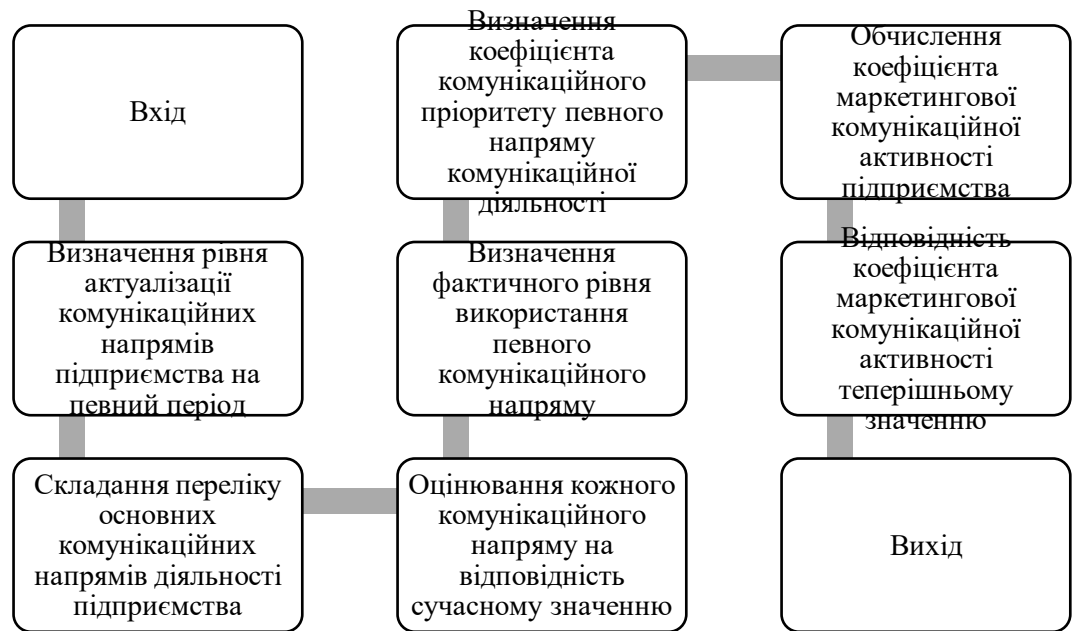 Вхід
Визначення рівня
актуалізації
комунікаційних
напрямів
підприємства на
певний період
Складання переліку
основних
комунікаційних
напрямів діяльності
підприємства
Оцінювання кожного
комунікаційного
напряму на
відповідність
сучасному значенню
Визначення
фактичного рівня
використання
певного
комунікаційного
напряму
Визначення
коефіцієнта
комунікаційного
пріоритету певного
напряму
комунікаційної
діяльності
Обчислення
коефіцієнта
маркетингової
комунікаційної
активності
підприємства
Відповідність
коефіцієнта
маркетингової
комунікаційної
активності
теперішньому
значенню
Вихід